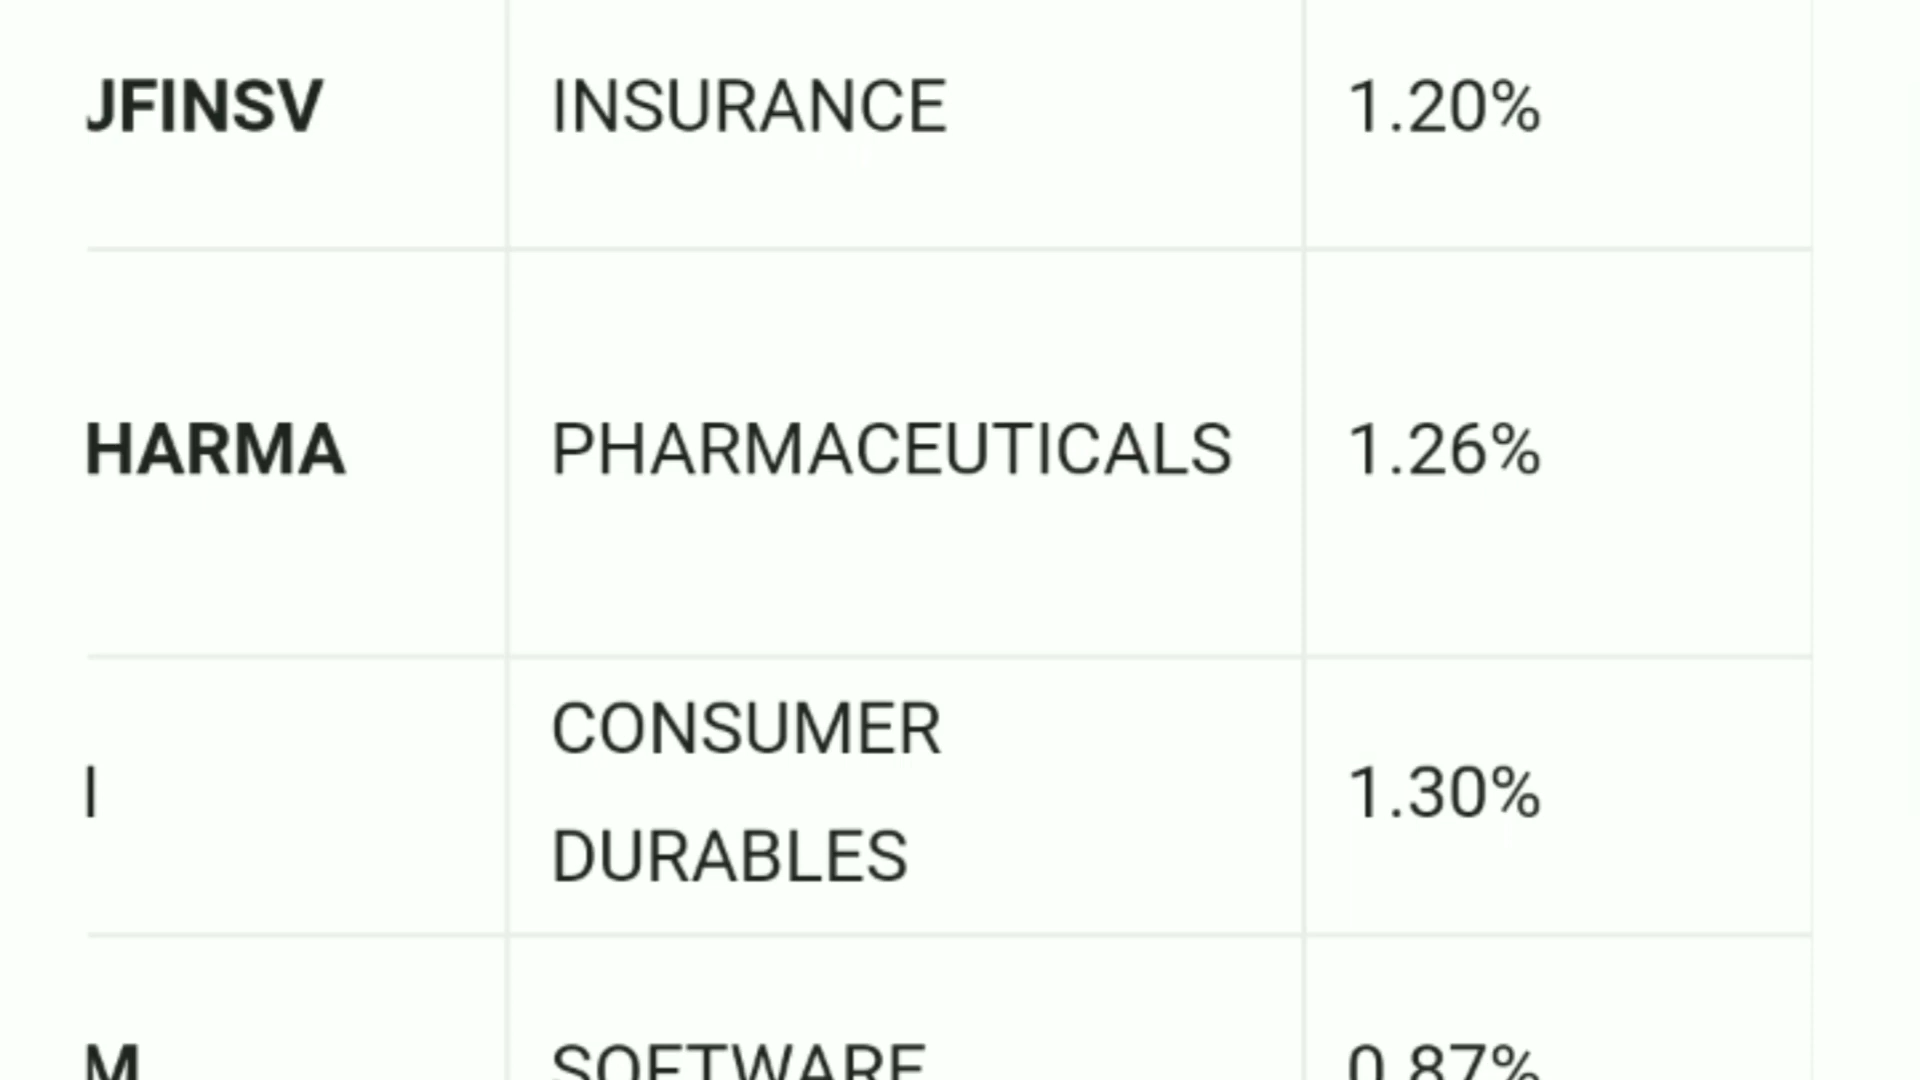 JFINSV INSURANCE 1.20%
HARMA PHARMACEUTICALS 1.26%
CONSUMER
I 1.30%
DURABLES
M SOFTWARE 0.87%